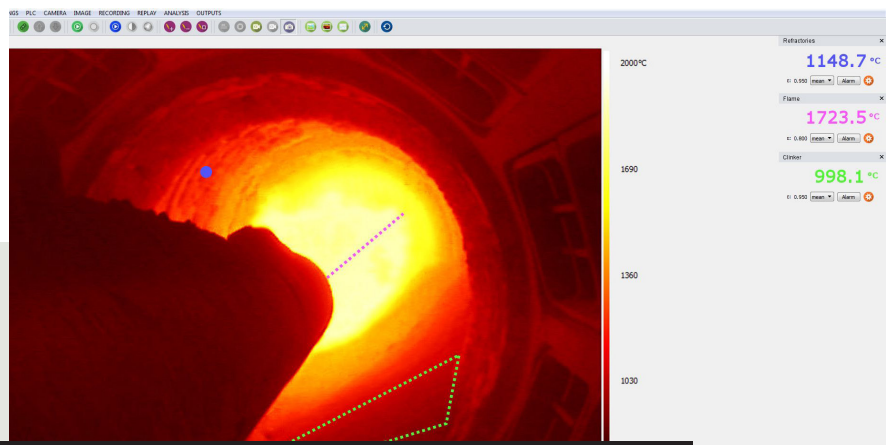 NGS PLC CAMERA IMAGE RECORDING REPLAY ANALYSIS OUTPUTS
Refractories
1148.7 °C
ε: 0.950 mean Alarm
Flame
1723.5 °C
ε: 0.800 mean Alarm
Clinker
998.1 °C
ε: 0.950 mean Alarm
2000°C
1690
1360
1030